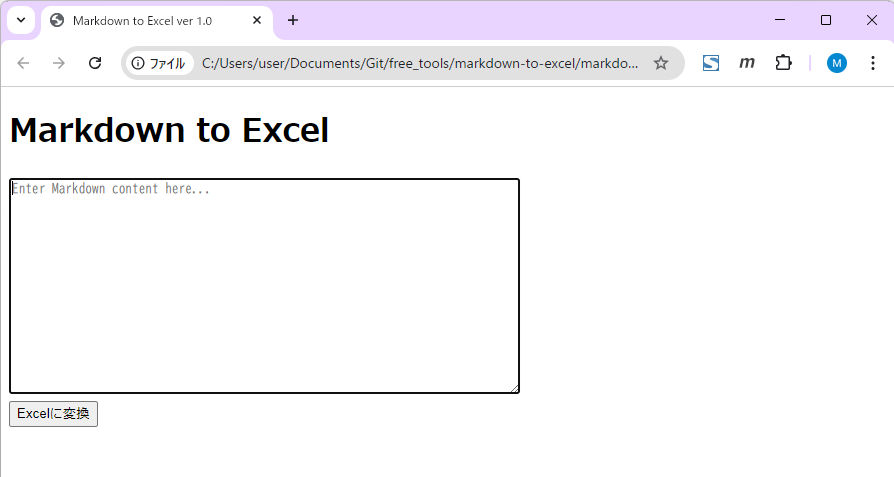 Markdown to Excel ver 1.0
ファイル
C:/Users/user/Documents/Git/free_tools/markdown-to-excel/markdo...
S
m
M
Markdown to Excel
Enter Markdown content here...
Excelに変換